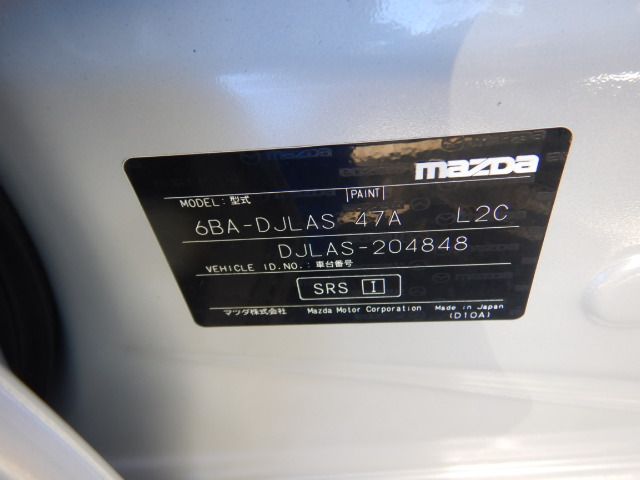 mazda
MODEL: 型式 PAINT
6BA-DJLAS 47A L2C
DJLAS-204848
VEHICLE ID.NO.: 車台番号
SRS I
マツダ株式会社 Mazda Motor Corporation Made in Japan
(D10A)